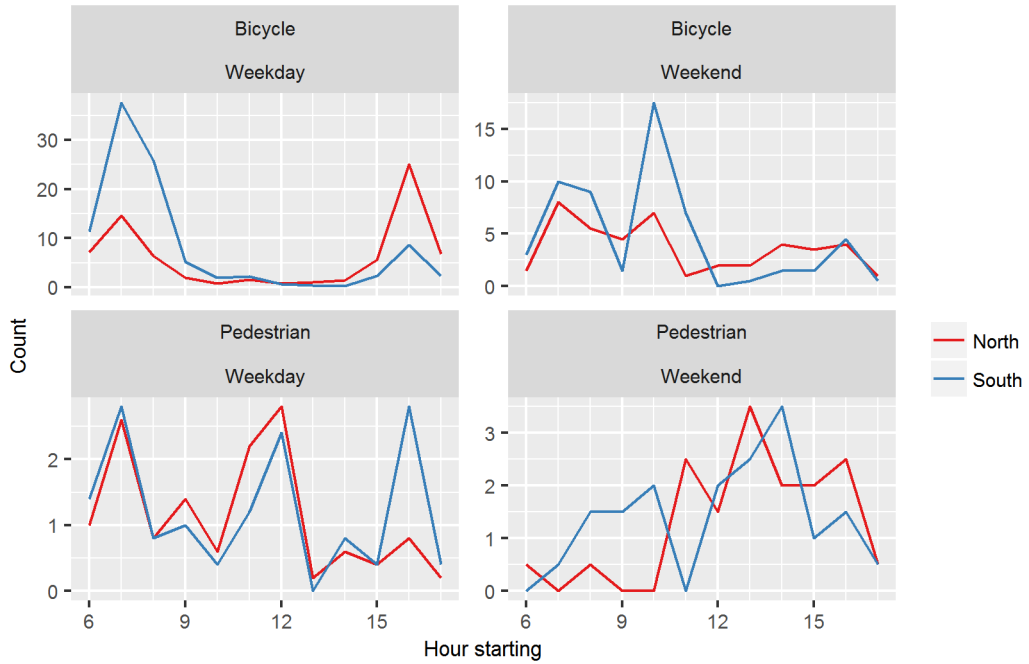 Bicycle
Weekday
Bicycle
Weekend
30
20
10
0
15
10
5
0
Pedestrian
Weekday
Pedestrian
Weekend
2
1
0
3
2
1
0
6 9 12 15
6 9 12 15
Hour starting
Count
North
South